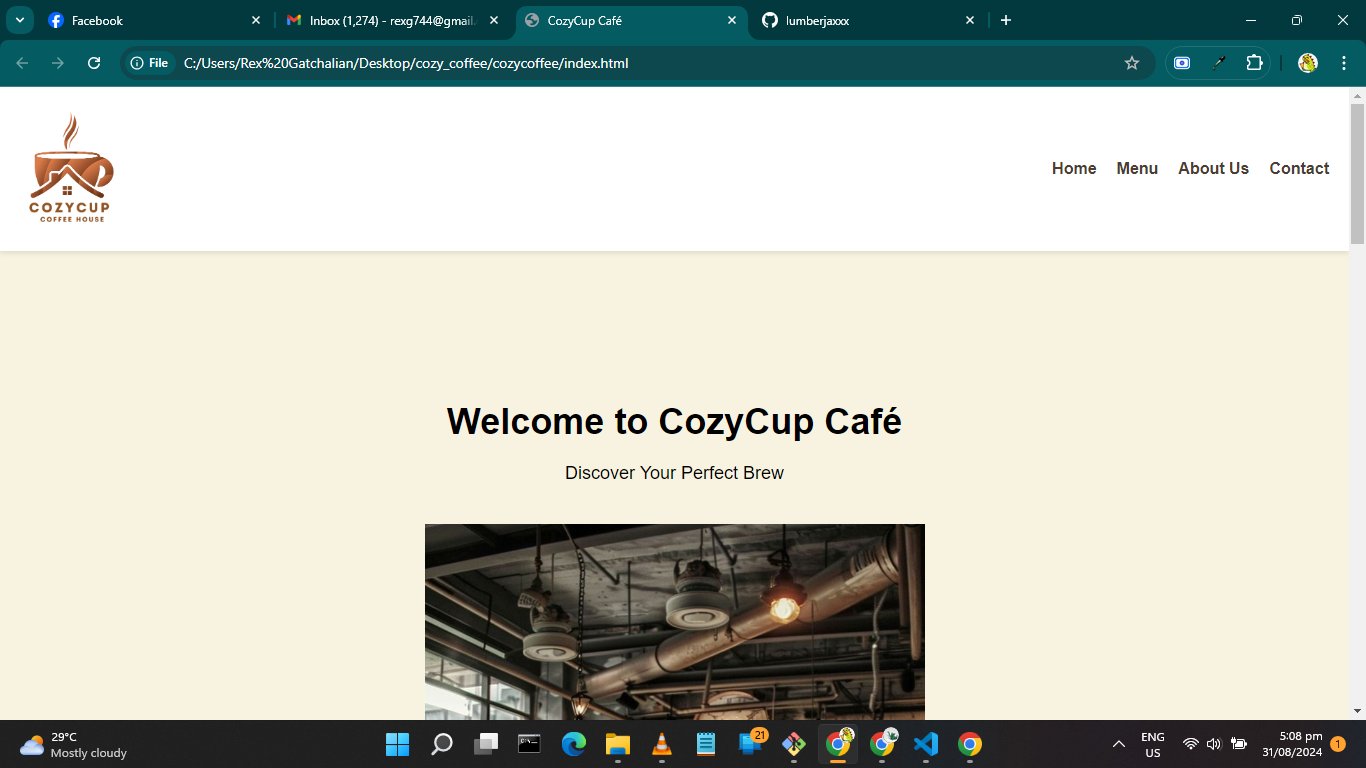 Facebook
Inbox (1,274) - rexg744@gmail.
CozyCup Café
lumberjaxxx
File
C:/Users/Rex%20Gatchalian/Desktop/cozy_coffee/cozycoffee/index.html
COZYCUP
COFFEE HOUSE
Home Menu About Us Contact
Welcome to CozyCup Café
Discover Your Perfect Brew
29°C
Mostly cloudy
21
ENG
US
5:08 pm
31/08/2024
1